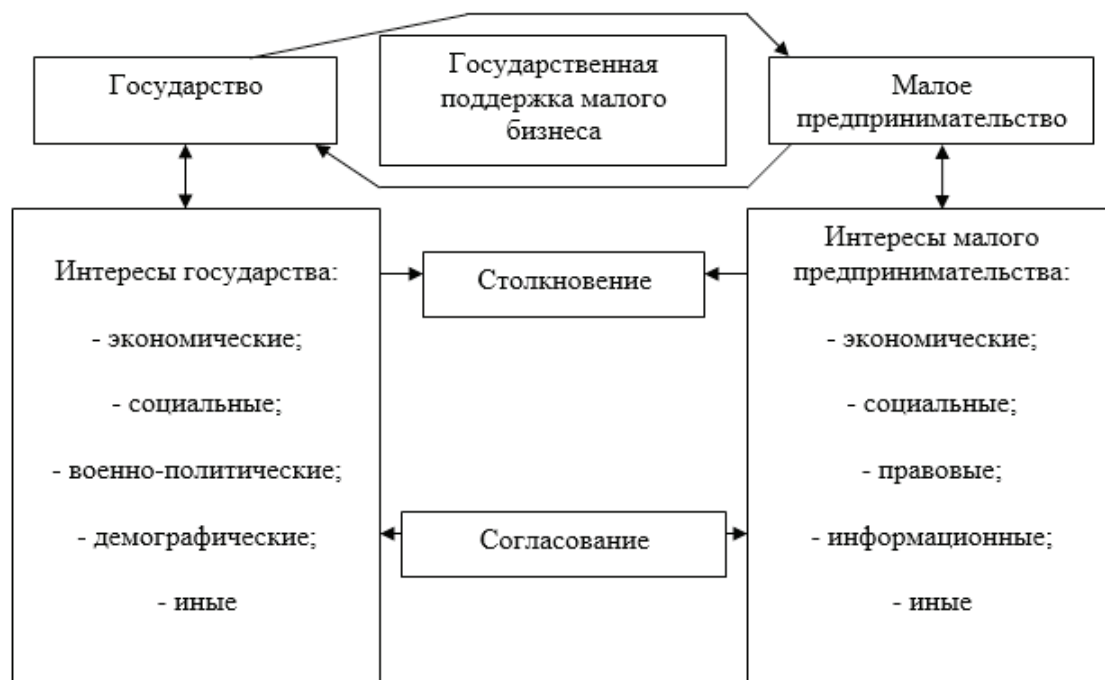 Государство
Государственная
поддержка малого
бизнеса
Малое
предпринимательство
Интересы государства:
- экономические;
- социальные;
- военно-политические;
- демографические;
- иные
Столкновение
Согласование
Интересы малого
предпринимательства:
- экономические;
- социальные;
- правовые;
- информационные;
- иные